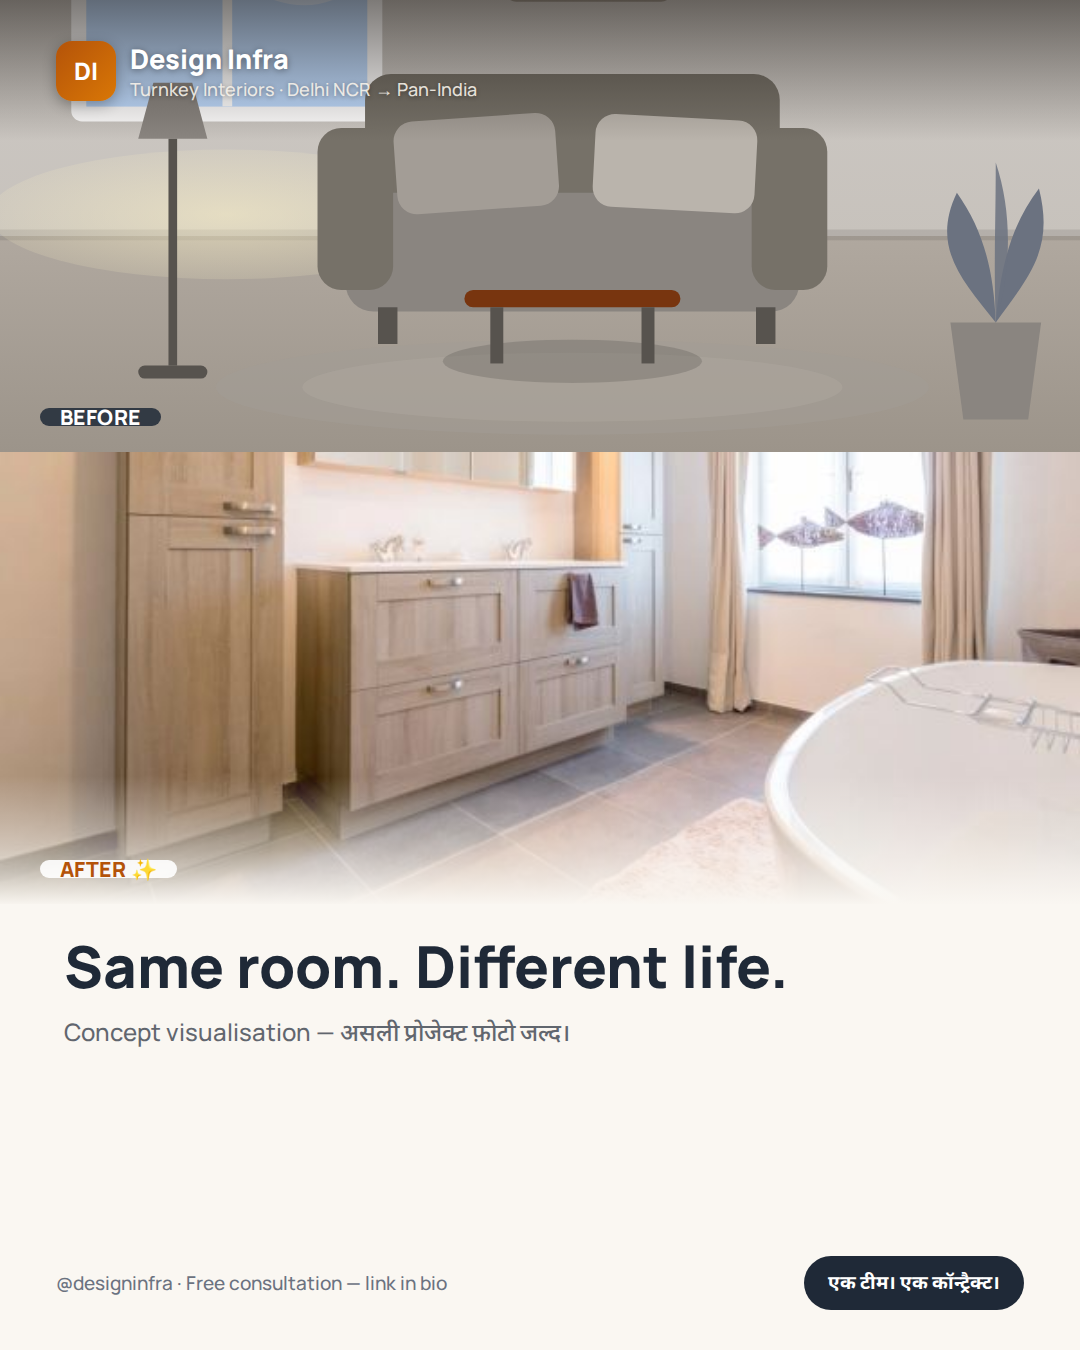 DI
Design Infra
Turnkey Interiors · Delhi NCR → Pan-India
BEFORE
AFTER ✨
Same room. Different life.
Concept visualisation — असली प्रोजेक्ट फ़ोटो जल्द।
@designinfra · Free consultation — link in bio
एक टीम। एक कॉन्ट्रैक्ट।